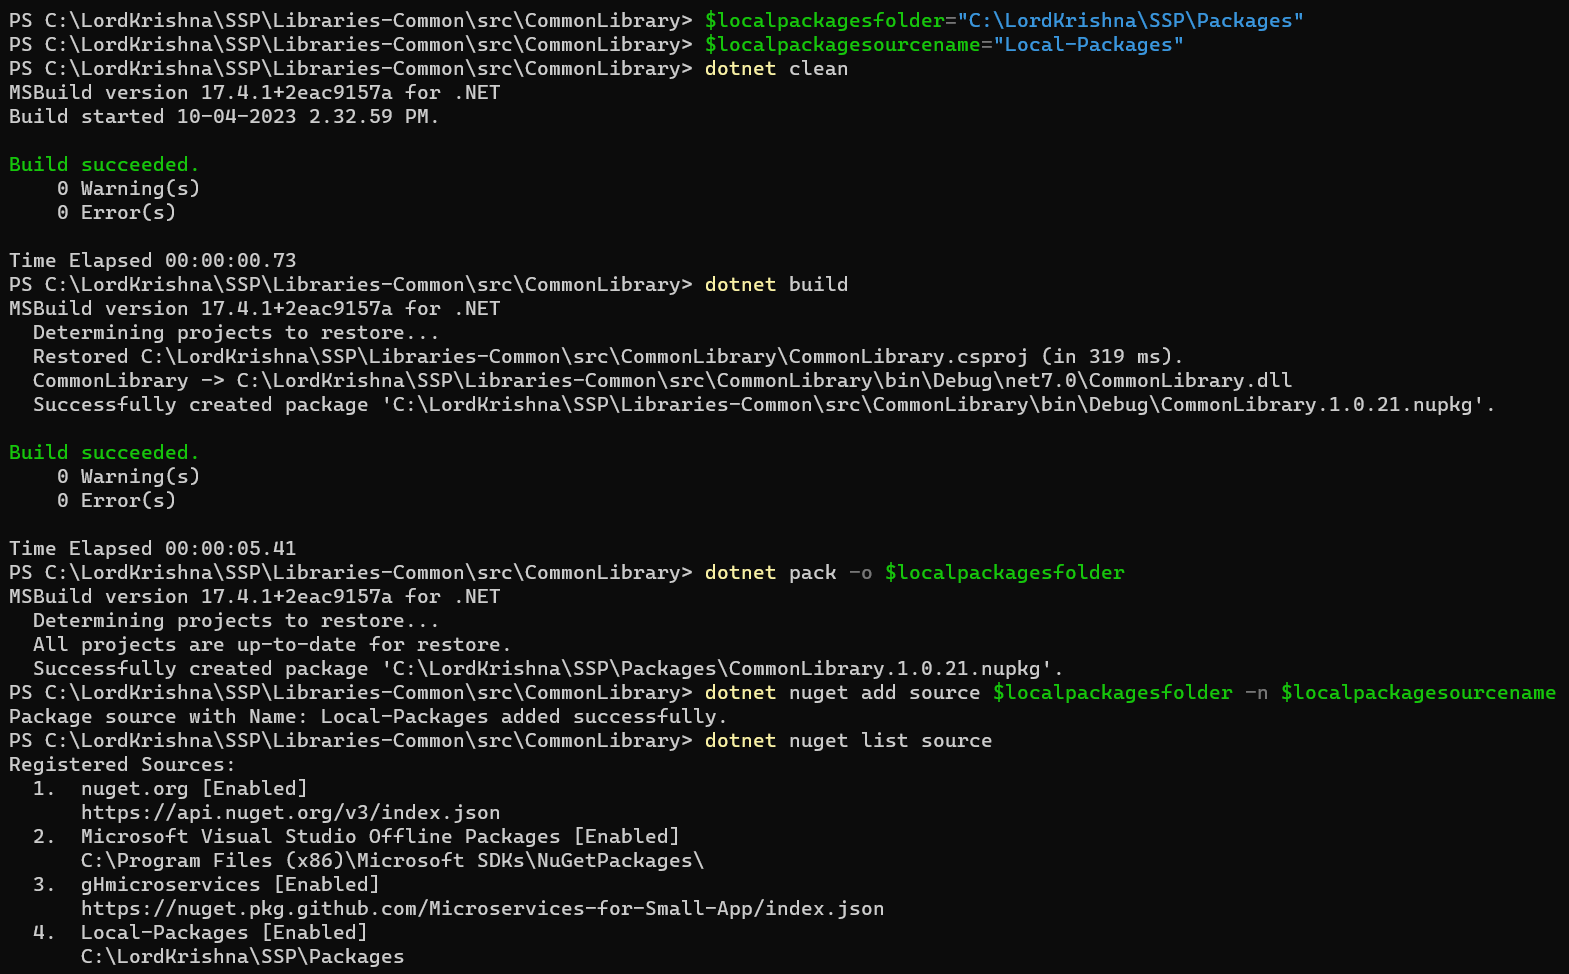 PS C:\LordKrishna\SSP\Libraries-Common\src\CommonLibrary> $localpackagesfolder="C:\LordKrishna\SSP\Packages"
PS C:\LordKrishna\SSP\Libraries-Common\src\CommonLibrary> $localpackagesourcename="Local-Packages"
PS C:\LordKrishna\SSP\Libraries-Common\src\CommonLibrary> dotnet clean
MSBuild version 17.4.1+2eac9157a for .NET
Build started 10-04-2023 2.32.59 PM.

Build succeeded.
    0 Warning(s)
    0 Error(s)

Time Elapsed 00:00:00.73
PS C:\LordKrishna\SSP\Libraries-Common\src\CommonLibrary> dotnet build
MSBuild version 17.4.1+2eac9157a for .NET
  Determining projects to restore...
  Restored C:\LordKrishna\SSP\Libraries-Common\src\CommonLibrary\CommonLibrary.csproj (in 319 ms).
  CommonLibrary -> C:\LordKrishna\SSP\Libraries-Common\src\CommonLibrary\bin\Debug\net7.0\CommonLibrary.dll
  Successfully created package 'C:\LordKrishna\SSP\Libraries-Common\src\CommonLibrary\bin\Debug\CommonLibrary.1.0.21.nupkg'.

Build succeeded.
    0 Warning(s)
    0 Error(s)

Time Elapsed 00:00:05.41
PS C:\LordKrishna\SSP\Libraries-Common\src\CommonLibrary> dotnet pack -o $localpackagesfolder
MSBuild version 17.4.1+2eac9157a for .NET
  Determining projects to restore...
  All projects are up-to-date for restore.
  Successfully created package 'C:\LordKrishna\SSP\Packages\CommonLibrary.1.0.21.nupkg'.
PS C:\LordKrishna\SSP\Libraries-Common\src\CommonLibrary> dotnet nuget add source $localpackagesfolder -n $localpackagesourcename
Package source with Name: Local-Packages added successfully.
PS C:\LordKrishna\SSP\Libraries-Common\src\CommonLibrary> dotnet nuget list source
Registered Sources:
  1.  nuget.org [Enabled]
      https://api.nuget.org/v3/index.json
  2.  Microsoft Visual Studio Offline Packages [Enabled]
      C:\Program Files (x86)\Microsoft SDKs\NuGetPackages\
  3.  gHmicroservices [Enabled]
      https://nuget.pkg.github.com/Microservices-for-Small-App/index.json
  4.  Local-Packages [Enabled]
      C:\LordKrishna\SSP\Packages